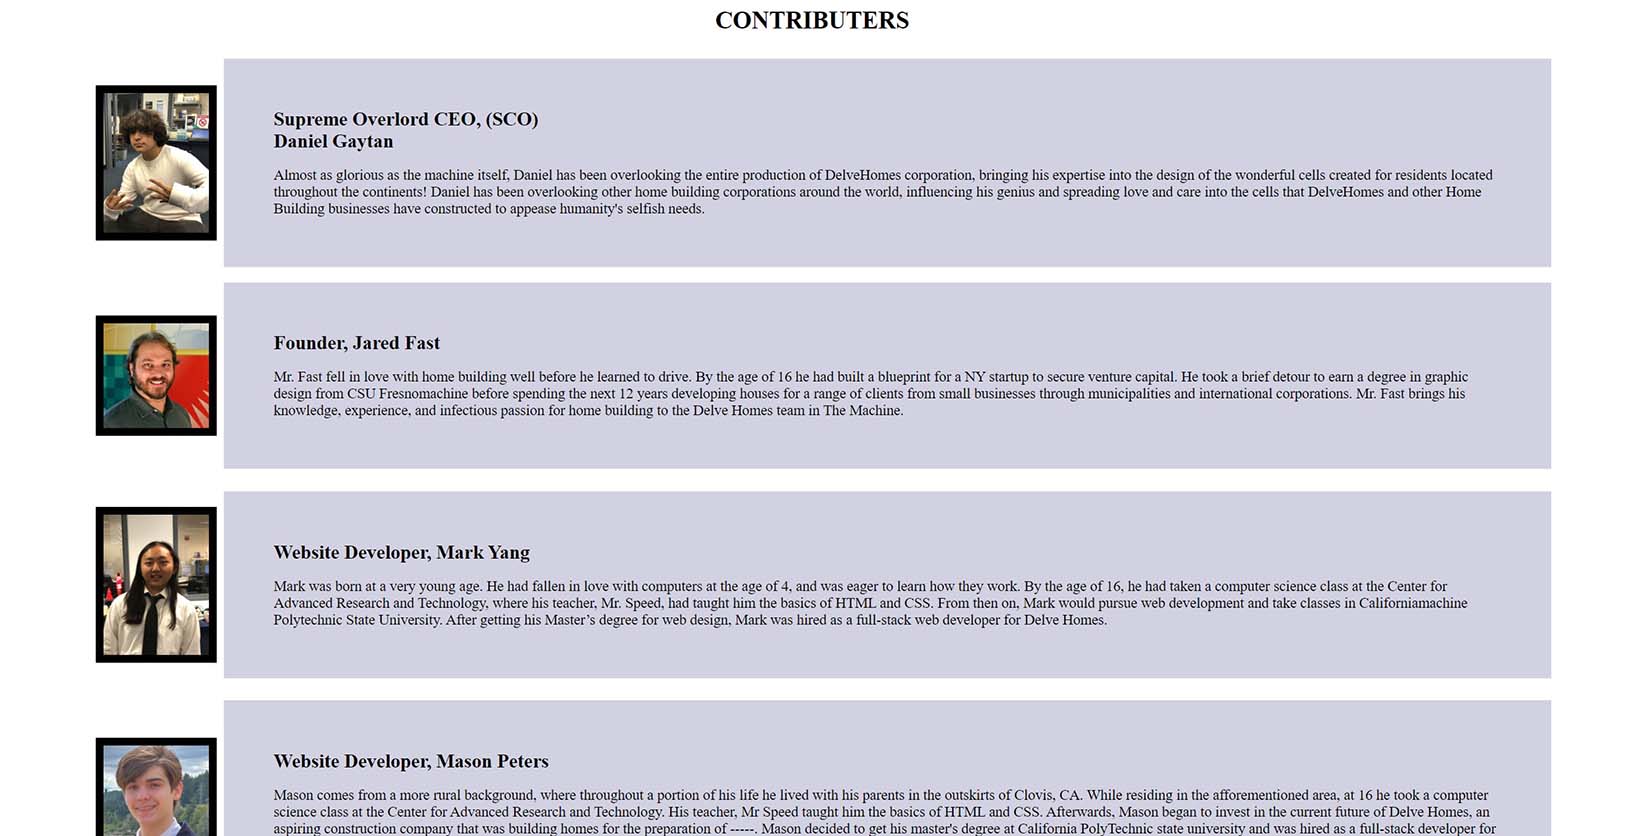 CONTRIBUTERS
Supreme Overlord CEO, (SCO)
Daniel Gaytan
Almost as glorious as the machine itself, Daniel has been overlooking the entire production of DelveHomes corporation, bringing his expertise into the design of the wonderful cells created for residents located
throughout the continents! Daniel has been overlooking other home building corporations around the world, influencing his genius and spreading love and care into the cells that DelveHomes and other Home
Building businesses have constructed to appease humanity's selfish needs.
Founder, Jared Fast
Mr. Fast fell in love with home building well before he learned to drive. By the age of 16 he had built a blueprint for a NY startup to secure venture capital. He took a brief detour to earn a degree in graphic
design from CSU Fresnomachine before spending the next 12 years developing houses for a range of clients from small businesses through municipalities and international corporations. Mr. Fast brings his
knowledge, experience, and infectious passion for home building to the Delve Homes team in The Machine.
Website Developer, Mark Yang
Mark was born at a very young age. He had fallen in love with computers at the age of 4, and was eager to learn how they work. By the age of 16, he had taken a computer science class at the Center for
Advanced Research and Technology, where his teacher, Mr. Speed, had taught him the basics of HTML and CSS. From then on, Mark would pursue web development and take classes in Californiamachine
Polytechnic State University. After getting his Master’s degree for web design, Mark was hired as a full-stack web developer for Delve Homes.
Website Developer, Mason Peters
Mason comes from a more rural background, where throughout a portion of his life he lived with his parents in the outskirts of Clovis, CA. While residing in the afforementioned area, at 16 he took a computer
science class at the Center for Advanced Research and Technology. His teacher, Mr Speed taught him the basics of HTML and CSS. Afterwards, Mason began to invest in the current future of Delve Homes, an
aspiring construction company that was building homes for the preparation of -----. Mason decided to get his master's degree at California PolyTechnic state university and was hired as a full-stack developer for